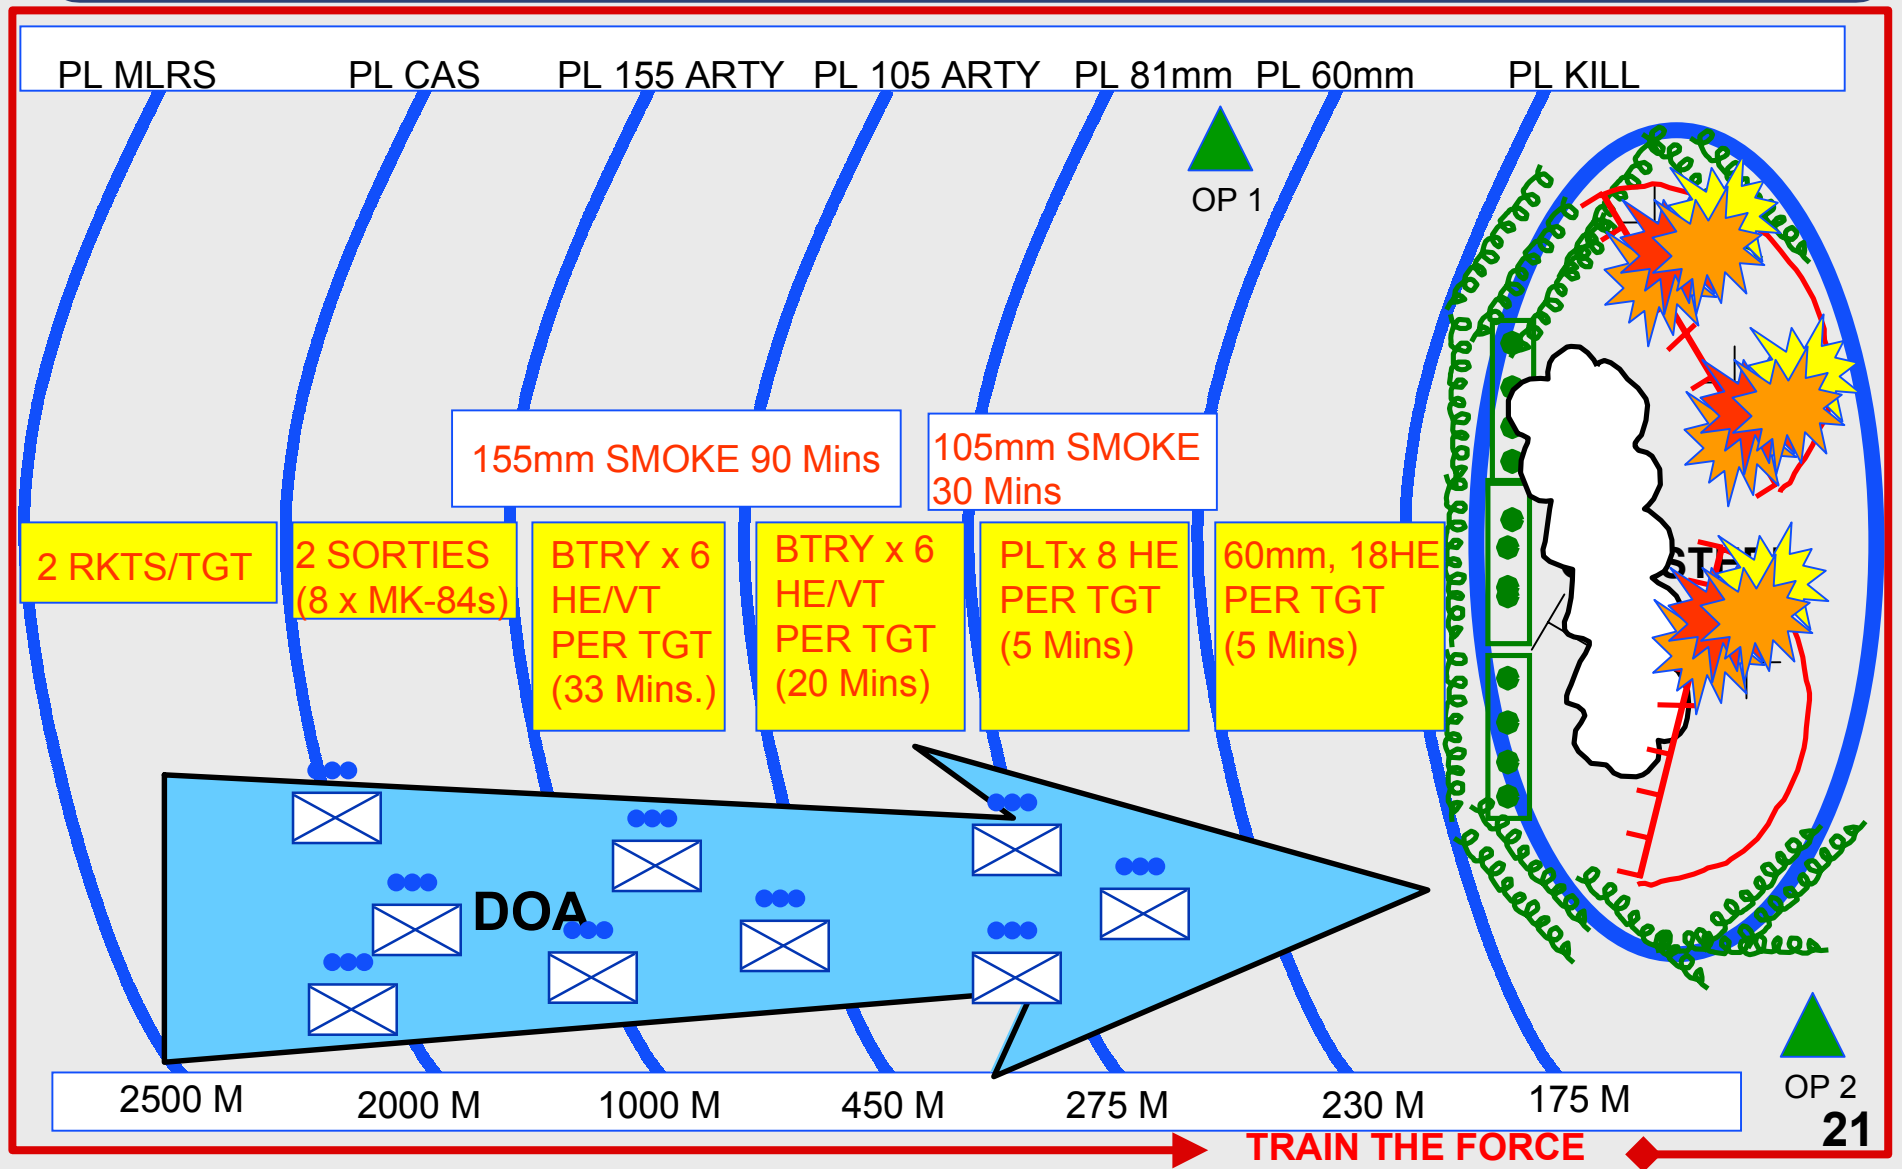 PL MLRS
PL CAS
PL 155 ARTY
PL 105 ARTY
PL 81mm
PL 60mm
PL KILL
OP 1
155mm SMOKE 90 Mins
105mm SMOKE
30 Mins
2 RKTS/TGT
2 SORTIES
(8 x MK-84s)
BTRY x 6
HE/VT
PER TGT
(33 Mins.)
BTRY x 6
HE/VT
PER TGT
(20 Mins)
PLTx 8 HE
PER TGT
(5 Mins)
60mm, 18HE
PER TGT
(5 Mins)
DOA
2500 M
2000 M
1000 M
450 M
275 M
230 M
175 M
OP 2
21
TRAIN THE FORCE